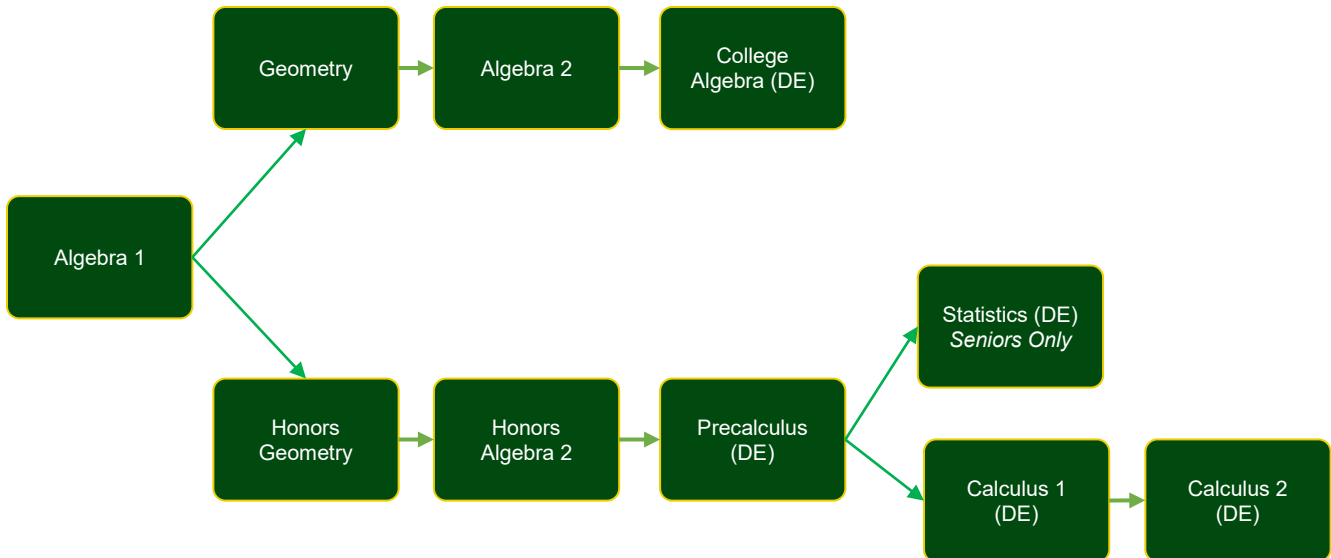 Geometry
Algebra 2
College
Algebra (DE)
Algebra 1
Statistics (DE)
Seniors Only
Honors
Geometry
Honors
Algebra 2
Precalculus
(DE)
Calculus 1
(DE)
Calculus 2
(DE)